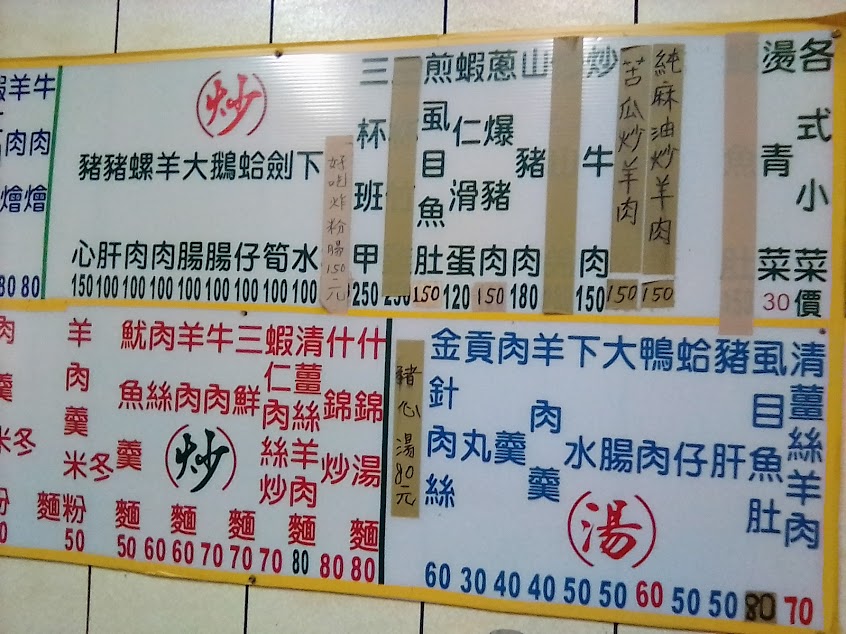 各式小菜價
燙青菜 30
純麻油炒羊肉 150
苦瓜炒羊肉 150
炒牛肉 150
山豬肉 180
蔥爆豬肉 150
蝦仁滑蛋 120
煎虱目魚肚 150
三杯班甲 250
好吃炸粉腸150元
下水 100
劍筍 100
蛤仔 100
鵝腸 100
大腸 100
羊肉 100
螺肉 100
豬肝 100
豬心 150
炒
牛肉燴 80
羊肉燴 80
清薑絲羊肉 70
虱目魚肚 80
豬肝 50
蛤仔 50
鴨肉 60
大腸 50
下水 50
羊肉羹 40
肉羹 40
貢丸 30
金針肉絲 60
湯
豬心湯80元
什錦湯麵 80
什錦炒 80
清薑絲羊肉麵 80
蝦仁肉絲炒 70
三鮮麵 70
牛肉 70
羊肉麵 60
肉絲 60
魷魚羹麵 50
炒
羊肉羹冬米粉麵 50
肉羹冬米粉